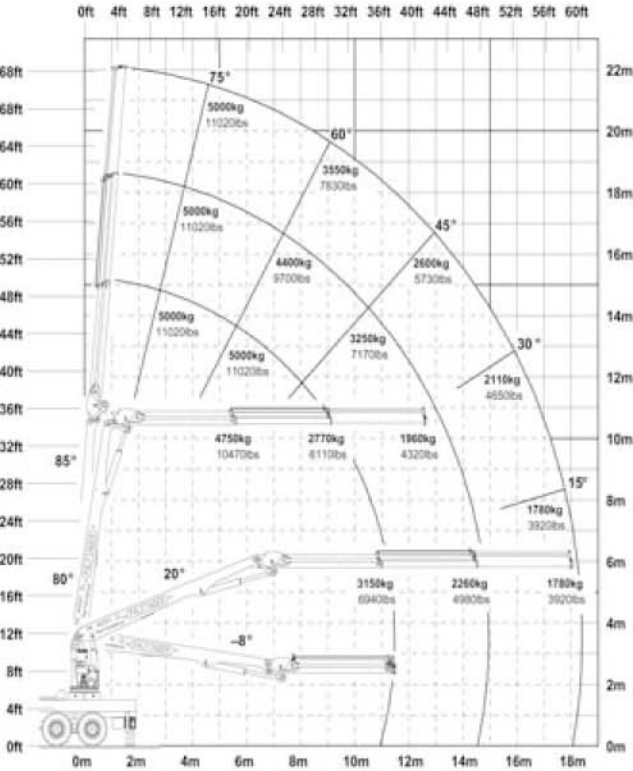 0ft 4ft 8ft 12ft 16ft 20ft 24ft 28ft 32ft 36ft 40ft 44ft 48ft 52ft 56ft 60ft
68ft 22m
75°
5000kg
11020lbs
68ft
60° 20m
64ft
3550kg
7830lbs
60ft 18m
5000kg
11020lbs
45°
56ft
4400kg 2600kg 16m
9700lbs 5730lbs
52ft
48ft
5000kg 14m
11020lbs
3250kg
7170lbs
44ft
5000kg
11020lbs
30°
40ft 2110kg 12m
4650lbs
36ft
4750kg 2770kg 1960kg 10m
10470lbs 6110lbs 4320lbs
32ft
85°
28ft 15° 8m
1780kg
3920lbs
24ft
20ft 6m
80° 20°
3150kg 2260kg 1780kg
6940lbs 4980lbs 3920lbs
16ft
4m
12ft
-8°
8ft
2m
4ft
0ft 0m
0m 2m 4m 6m 8m 10m 12m 14m 16m 18m